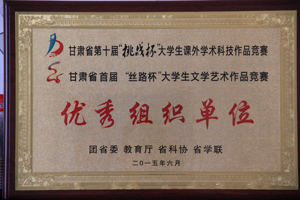 甘肃省第十届“挑战杯”大学生课外学术科技作品竞赛
甘肃省首届“丝路杯”大学生文学艺术作品竞赛
优秀组织单位
团省委 教育厅 省科协 省学联
二〇一五年六月